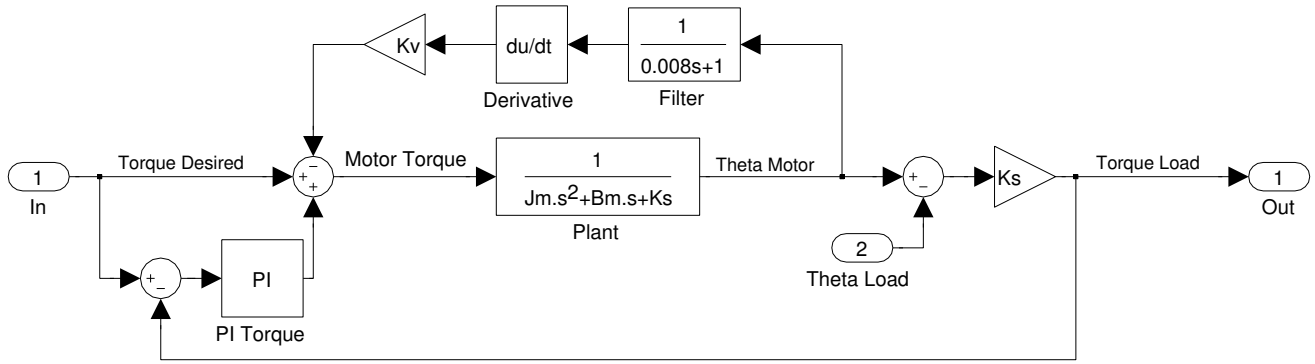 1
Kv
du/dt
0.008s+1
Derivative
Filter
Torque Desired
−
+
+
Motor Torque
1
Jm.s2+Bm.s+Ks
Plant
Theta Motor
+
−
Ks
Torque Load
1
In
1
Out
2
Theta Load
+
−
PI
PI Torque